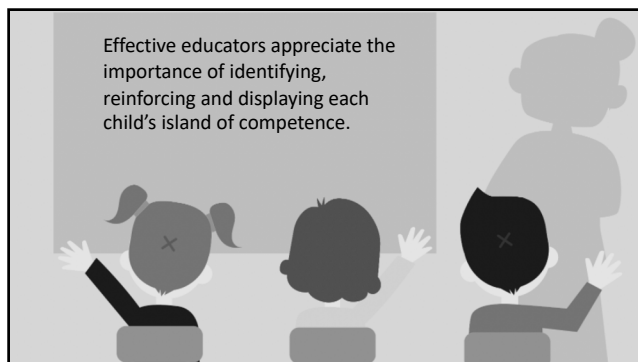 Effective educators appreciate the
importance of identifying,
reinforcing and displaying each
child’s island of competence.